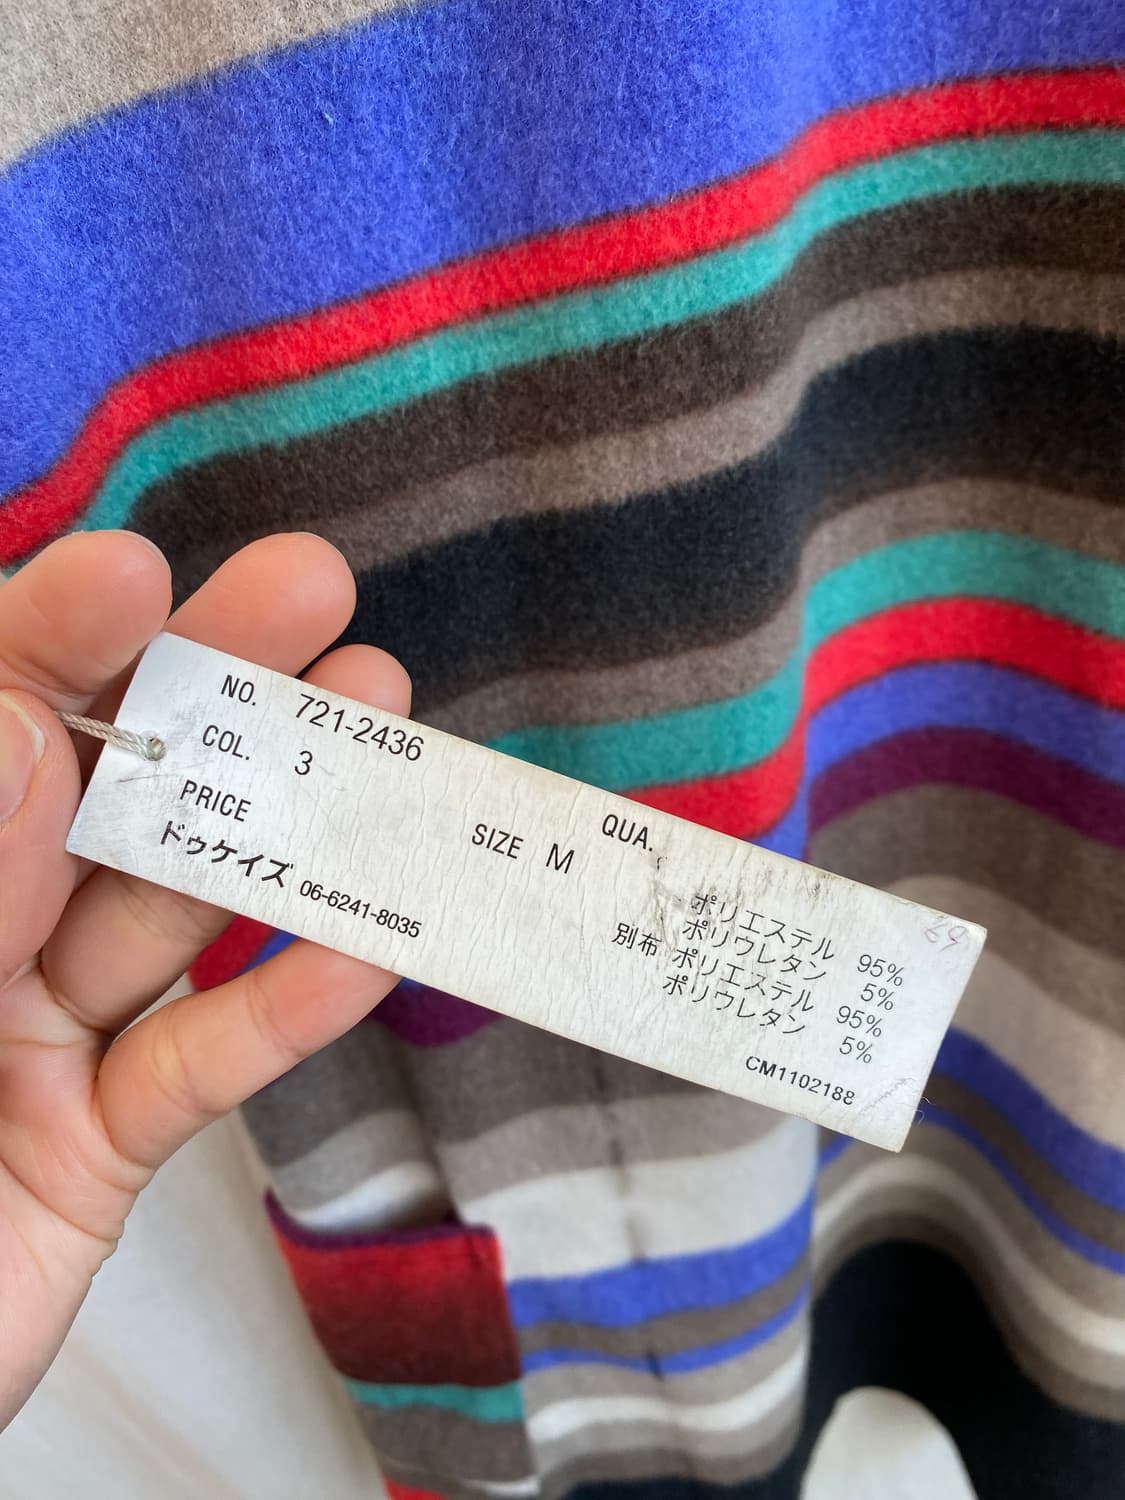 NO. 721-2436
COL. 3
PRICE
SIZE M
QUA.
ドゥケイズ 06-6241-8035
ポリエステル 95%
ポリウレタン 5%
別布 ポリエステル 95%
ポリウレタン 5%
CM1102188